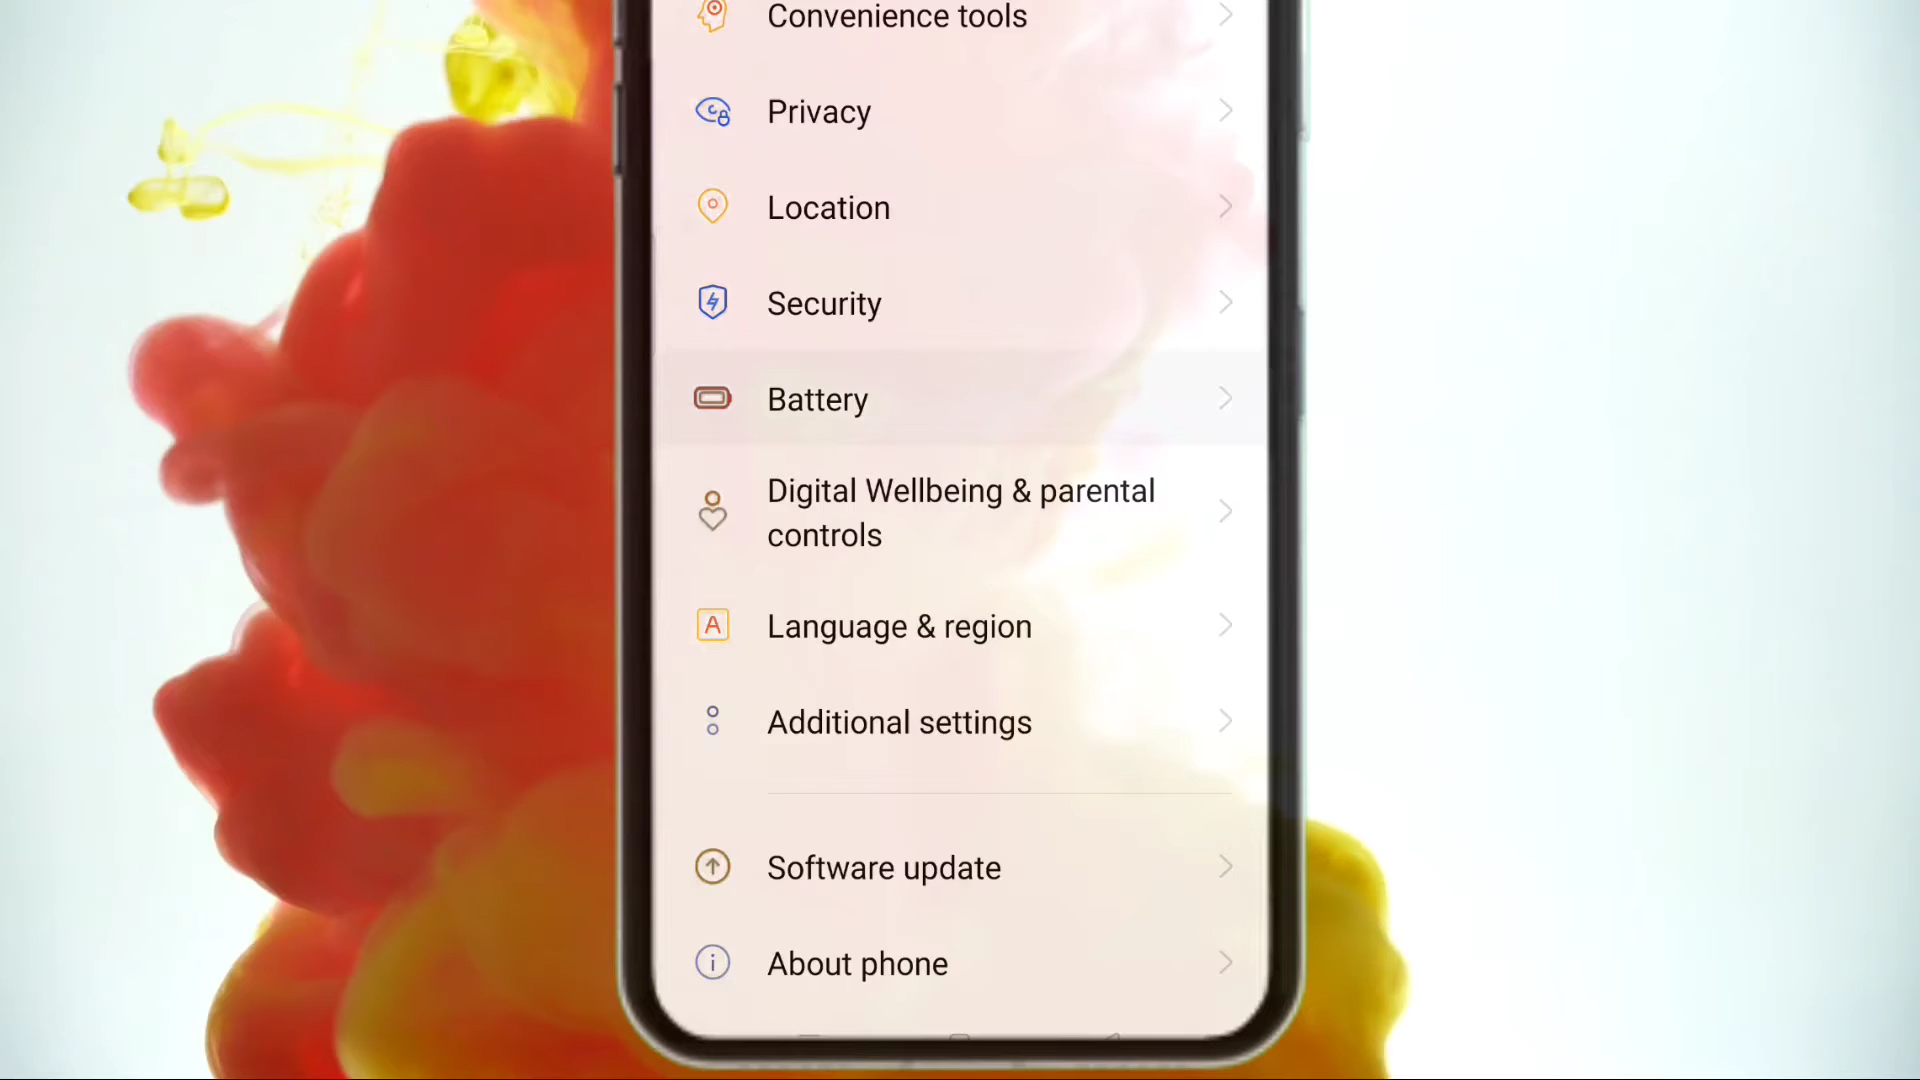 Convenience tools
Privacy
Location
Security
Battery
Digital Wellbeing & parental
controls
Language & region
A
Additional settings
Software update
About phone